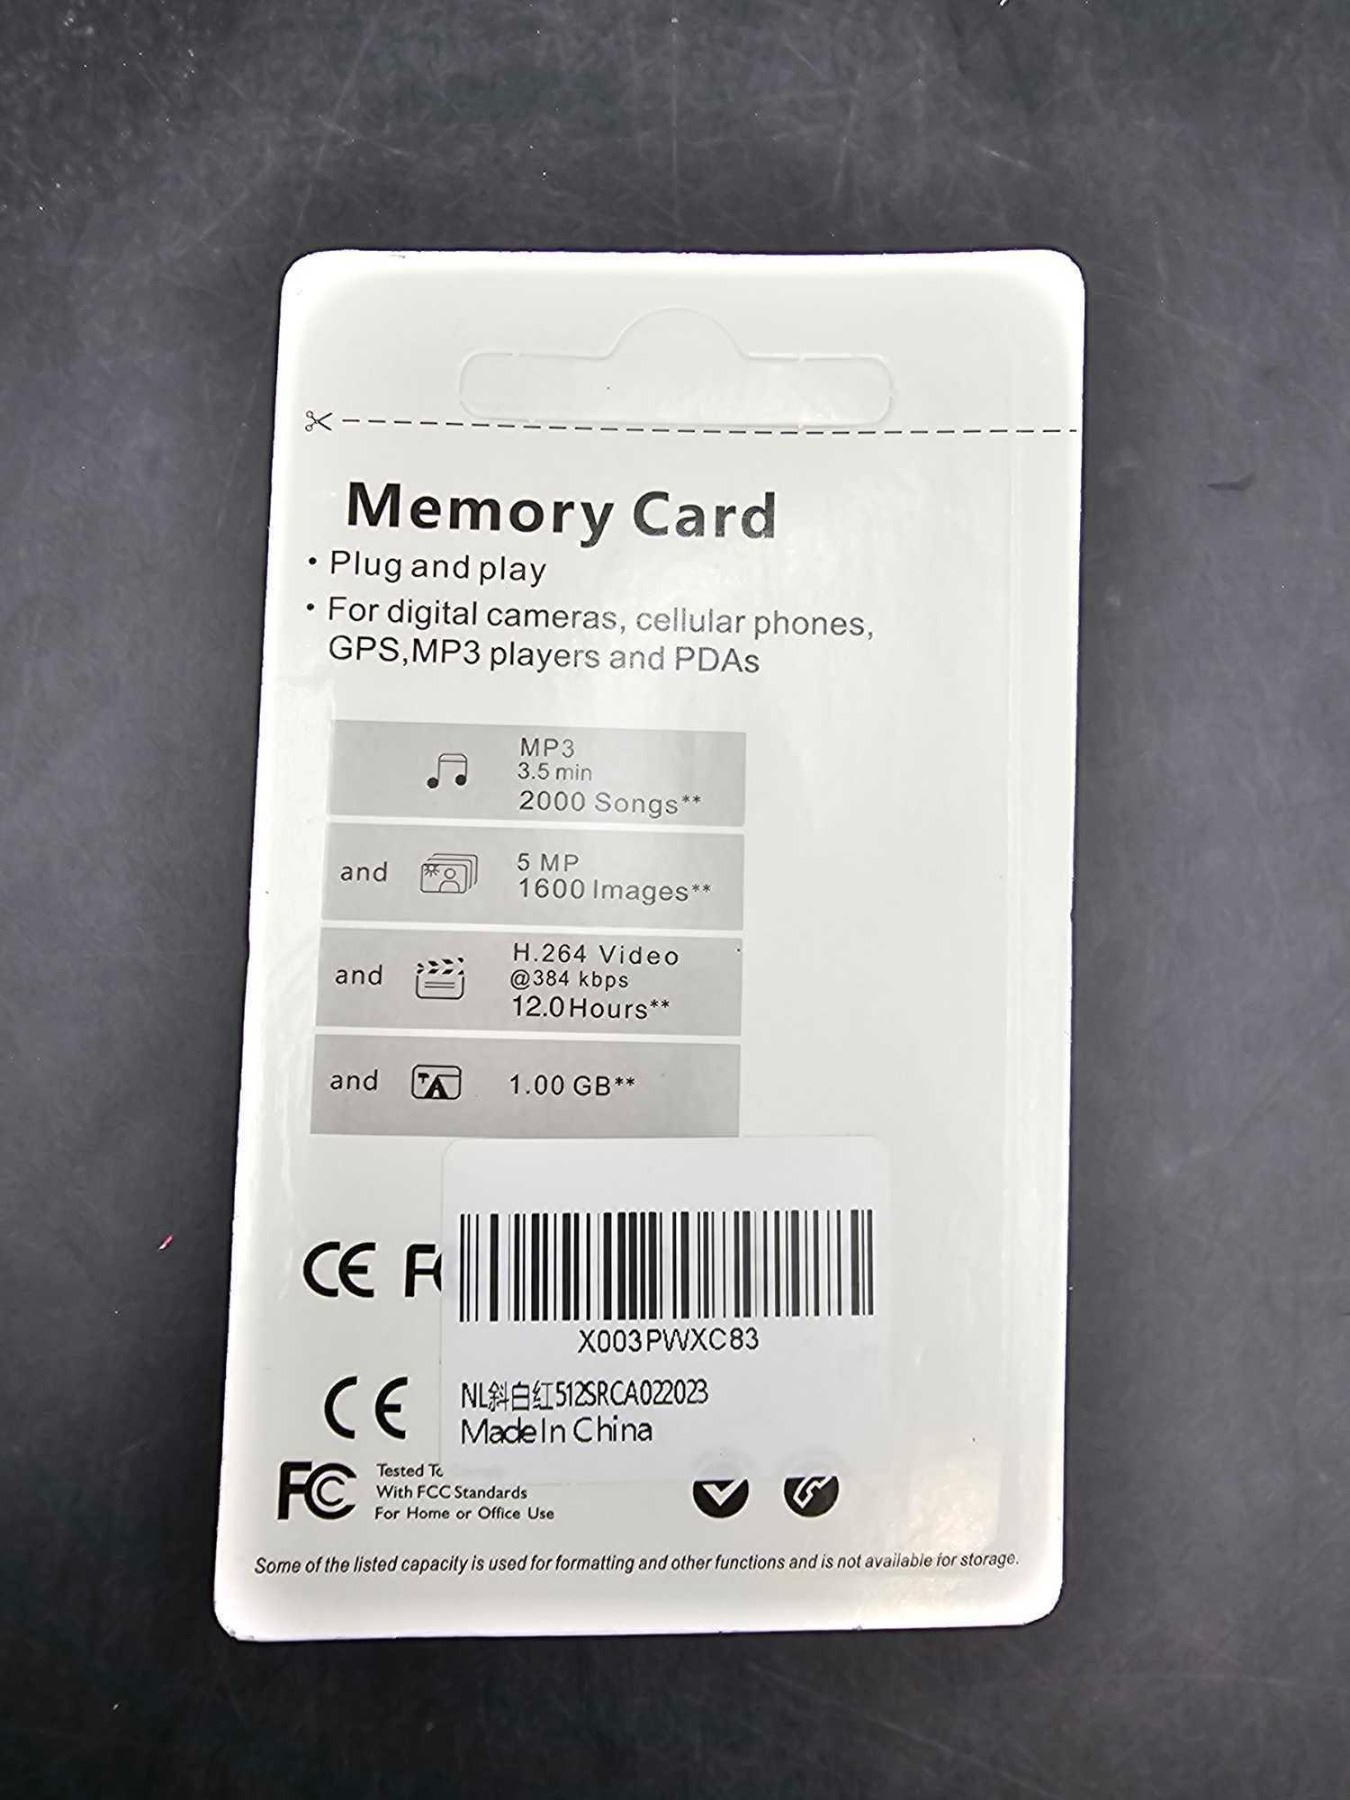 Memory Card
• Plug and play
• For digital cameras, cellular phones,
GPS,MP3 players and PDAs
MP3
3.5 min
2000 Songs**
and
5 MP
1600 Images**
and
H.264 Video
@384 kbps
12.0 Hours**
and
1.00 GB**
CE F
X003PWXC83
CE
NL斜白红512SRCA022023
Made In China
FC
Tested To
With FCC Standards
For Home or Office Use
Some of the listed capacity is used for formatting and other functions and is not available for storage.